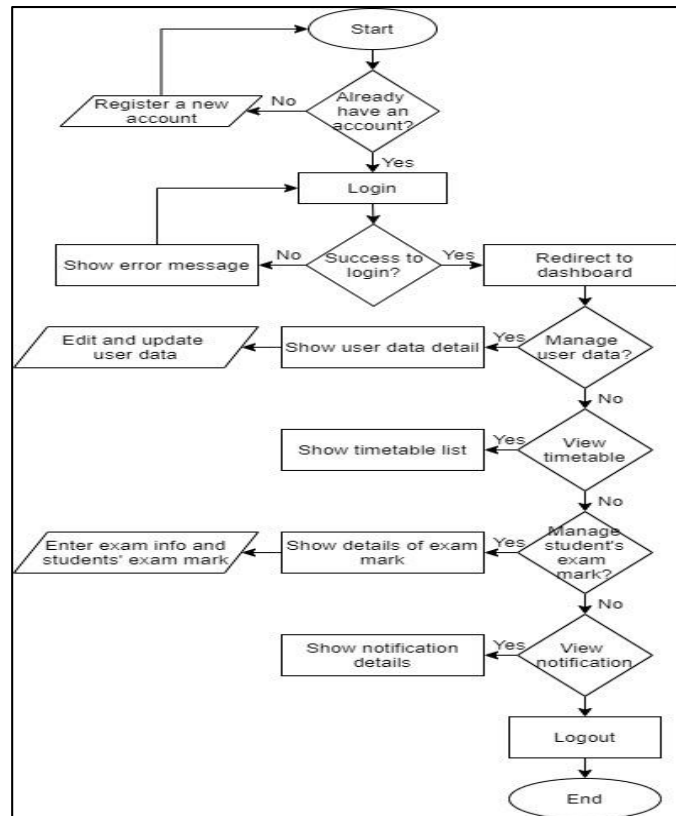 Start
Register a new
account
No
Already
have an
account?
Yes
Login
Show error message
No
Success to
login?
Yes
Redirect to
dashboard
Edit and update
user data
Show user data detail
Yes
Manage
user data?
No
Show timetable list
Yes
View
timetable
No
Enter exam info and
students' exam mark
Show details of exam
mark
Yes
Manage
student's
exam
mark?
No
Show notification
details
Yes
View
notification
Logout
End